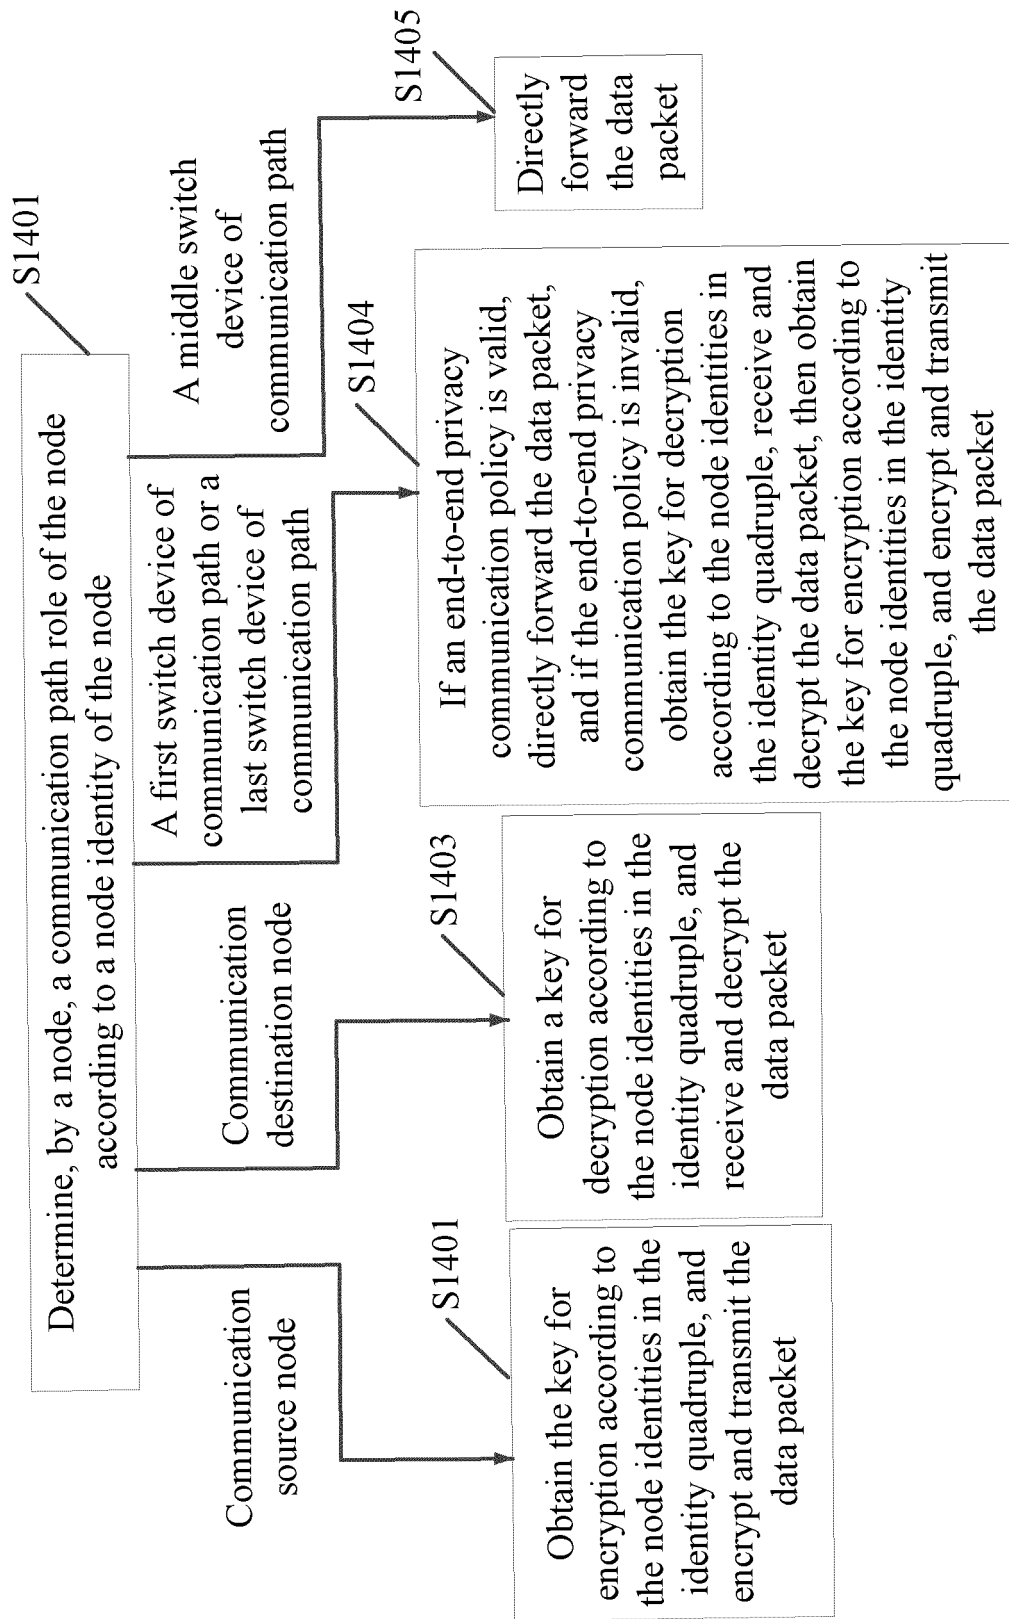 S1401
Determine, by a node, a communication path role of the node
according to a node identity of the node
Communication
source node
Communication
destination node
A first switch device of
communication path or a
last switch device of
communication path
A middle switch
device of
communication path
S1401
Obtain the key for
encryption according to
the node identities in the
identity quadruple, and
encrypt and transmit the
data packet
S1403
Obtain a key for
decryption according to
the node identities in the
identity quadruple, and
receive and decrypt the
data packet
S1404
If an end-to-end privacy
communication policy is valid,
directly forward the data packet,
and if the end-to-end privacy
communication policy is invalid,
obtain the key for decryption
according to the node identities in
the identity quadruple, receive and
decrypt the data packet, then obtain
the key for encryption according to
the node identities in the identity
quadruple, and encrypt and transmit
the data packet
S1405
Directly
forward
the data
packet